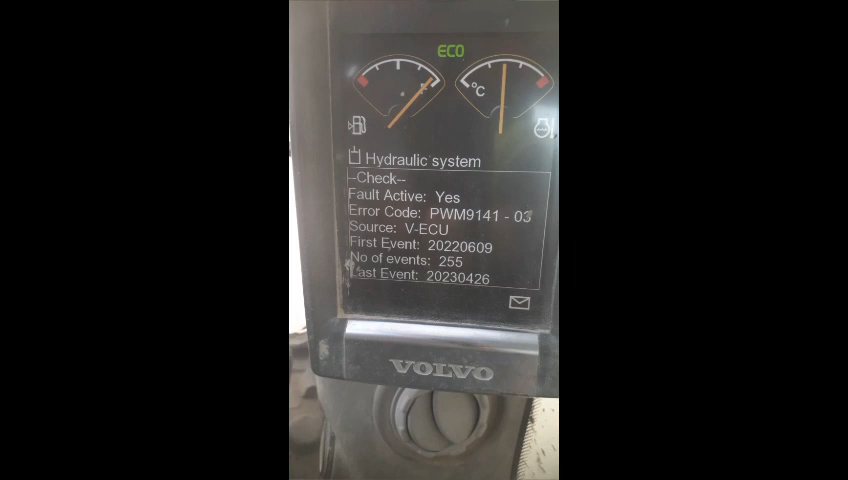 ECO
°C
Hydraulic system
--Check--
Fault Active: Yes
Error Code: PWM9141 - 03
Source: V-ECU
First Event: 20220609
No of events: 255
Last Event: 20230426
VOLVO